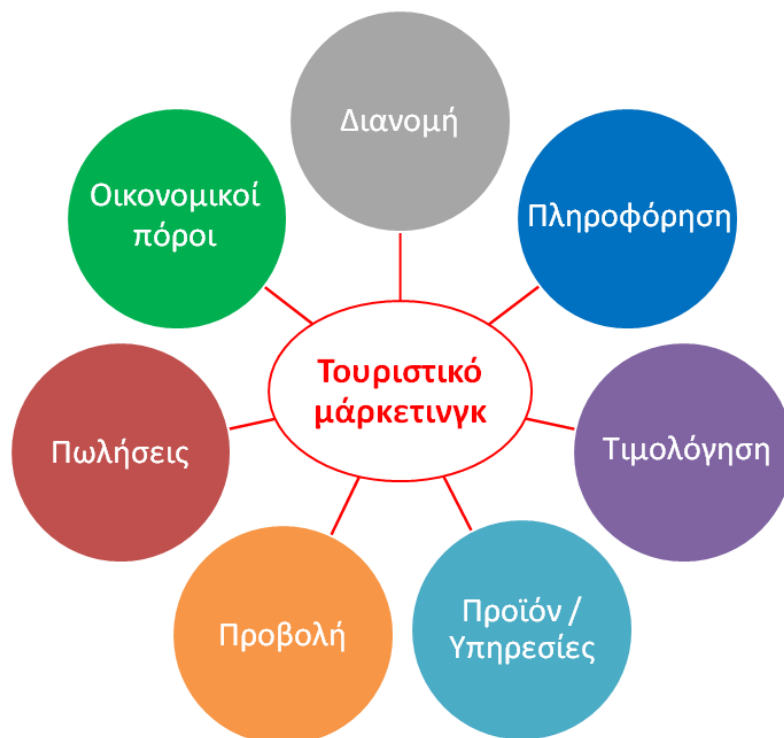 Διανομή
Πληροφόρηση
Τιμολόγηση
Προϊόν /
Υπηρεσίες
Προβολή
Πωλήσεις
Οικονομικοί
πόροι
Τουριστικό
μάρκετινγκ